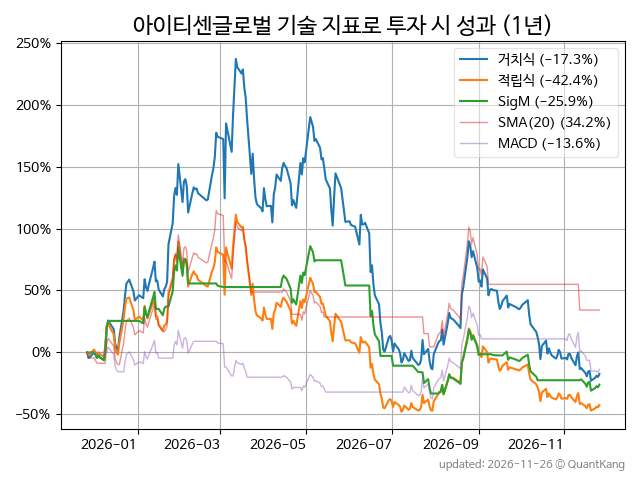 아이티센글로벌 기술 지표로 투자 시 성과 (1년)
250%
200%
150%
100%
50%
0%
−50%
거치식 (−17.3%)
적립식 (−42.4%)
SigM (−25.9%)
SMA(20) (34.2%)
MACD (−13.6%)
2026-01
2026-03
2026-05
2026-07
2026-09
2026-11
updated: 2026-11-26 © QuantKang